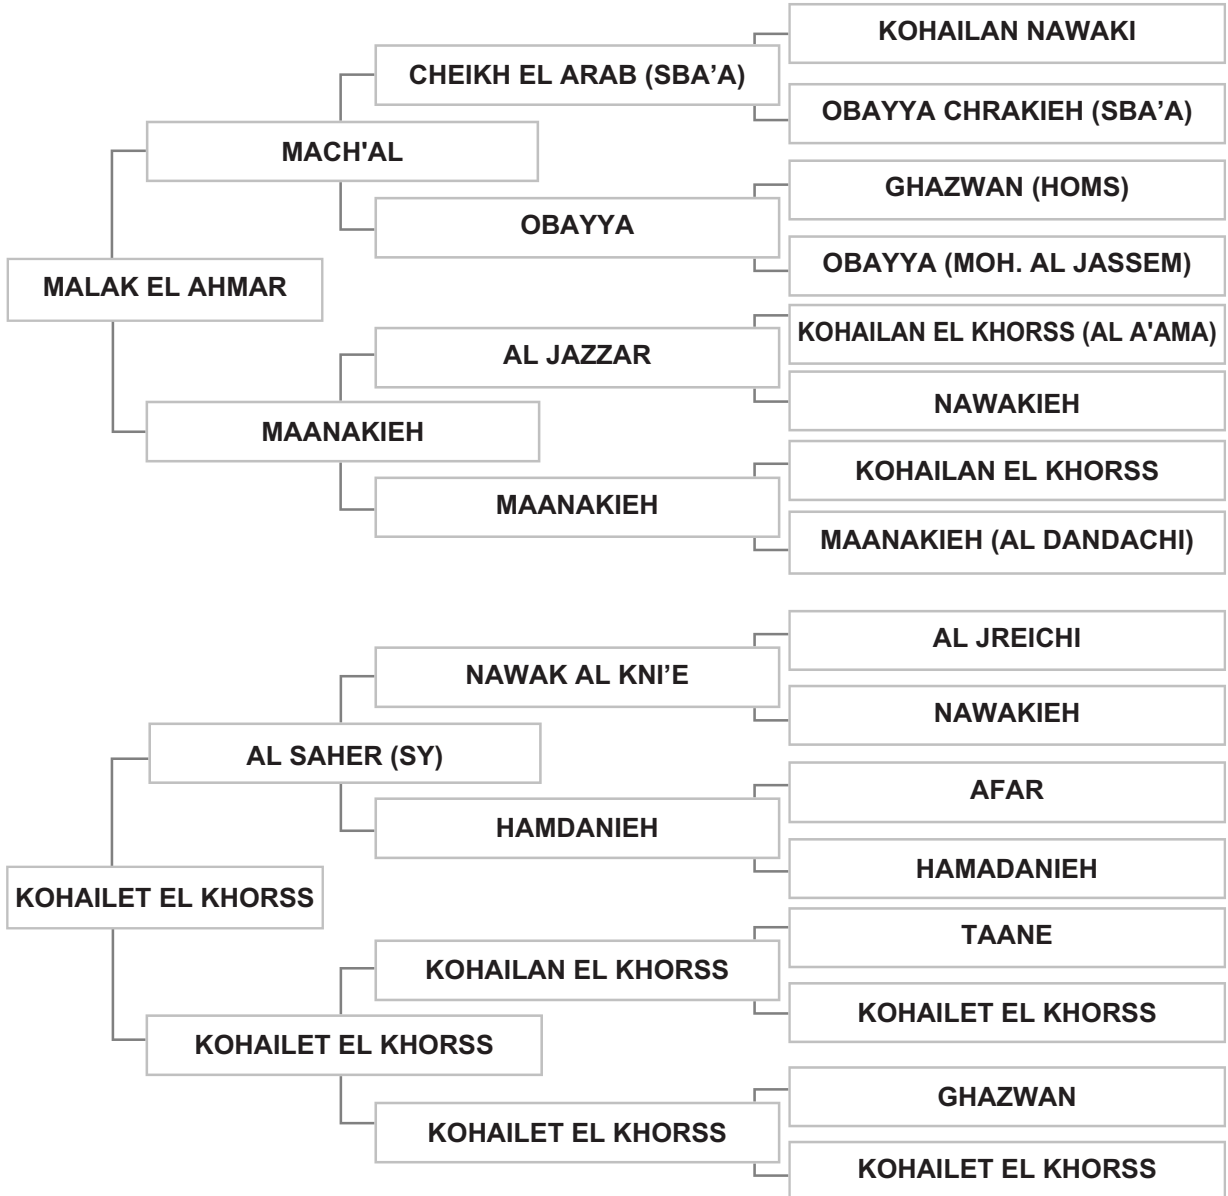 KOHAILAN NAWAKI
CHEIKH EL ARAB (SBA’A)
OBAYYA CHRAKIEH (SBA’A)
MACH'AL
GHAZWAN (HOMS)
OBAYYA
OBAYYA (MOH. AL JASSEM)
MALAK EL AHMAR
KOHAILAN EL KHORSS (AL A'AMA)
AL JAZZAR
NAWAKIEH
MAANAKIEH
KOHAILAN EL KHORSS
MAANAKIEH
MAANAKIEH (AL DANDACHI)
AL JREICHI
NAWAK AL KNI’E
NAWAKIEH
AL SAHER (SY)
AFAR
HAMDANIEH
HAMADANIEH
KOHAILET EL KHORSS
TAANE
KOHAILAN EL KHORSS
KOHAILET EL KHORSS
KOHAILET EL KHORSS
GHAZWAN
KOHAILET EL KHORSS
KOHAILET EL KHORSS